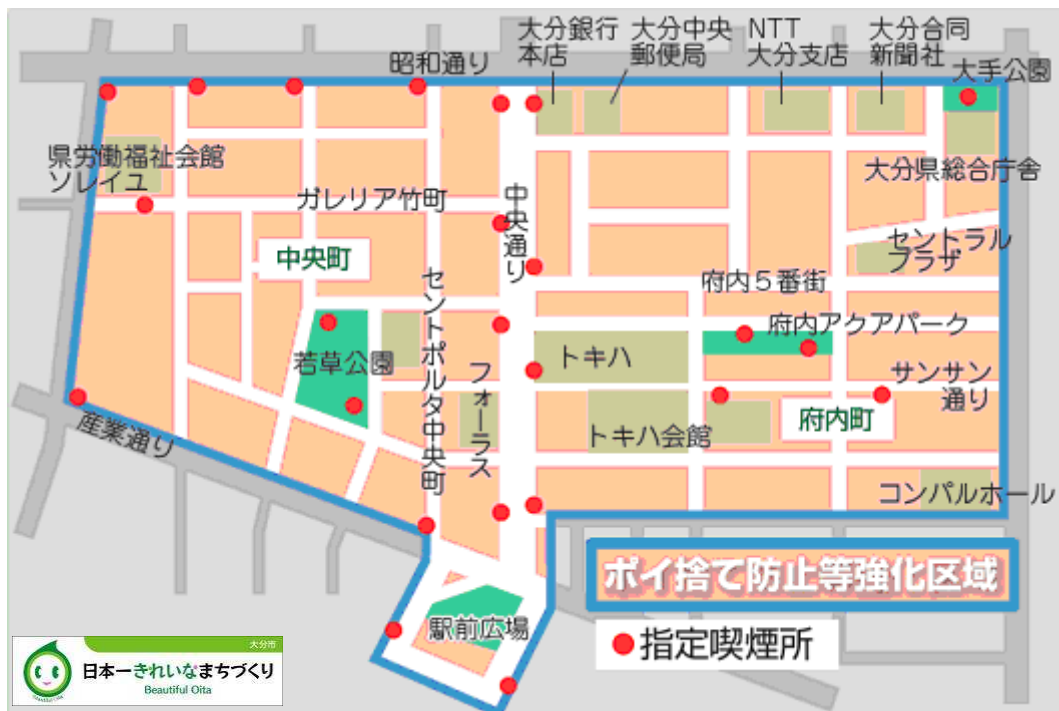 大分銀行
本店
大分中央
郵便局
NTT
大分支店
大分合同
新聞社
昭和通り
大手公園
県労働福祉会館
ソレイユ
大分県総合庁舎
ガレリア竹町
中央通り
セントラル
プラザ
中央町
府内5番街
セントポルタ中央町
府内アクアパーク
若草公園
トキハ
フォーラス
サンサン
通り
府内町
トキハ会館
産業通り
コンパルホール
ポイ捨て防止等強化区域
駅前広場
指定喫煙所
大分市
日本一きれいなまちづくり
Beautiful Oita
Beautiful Oita